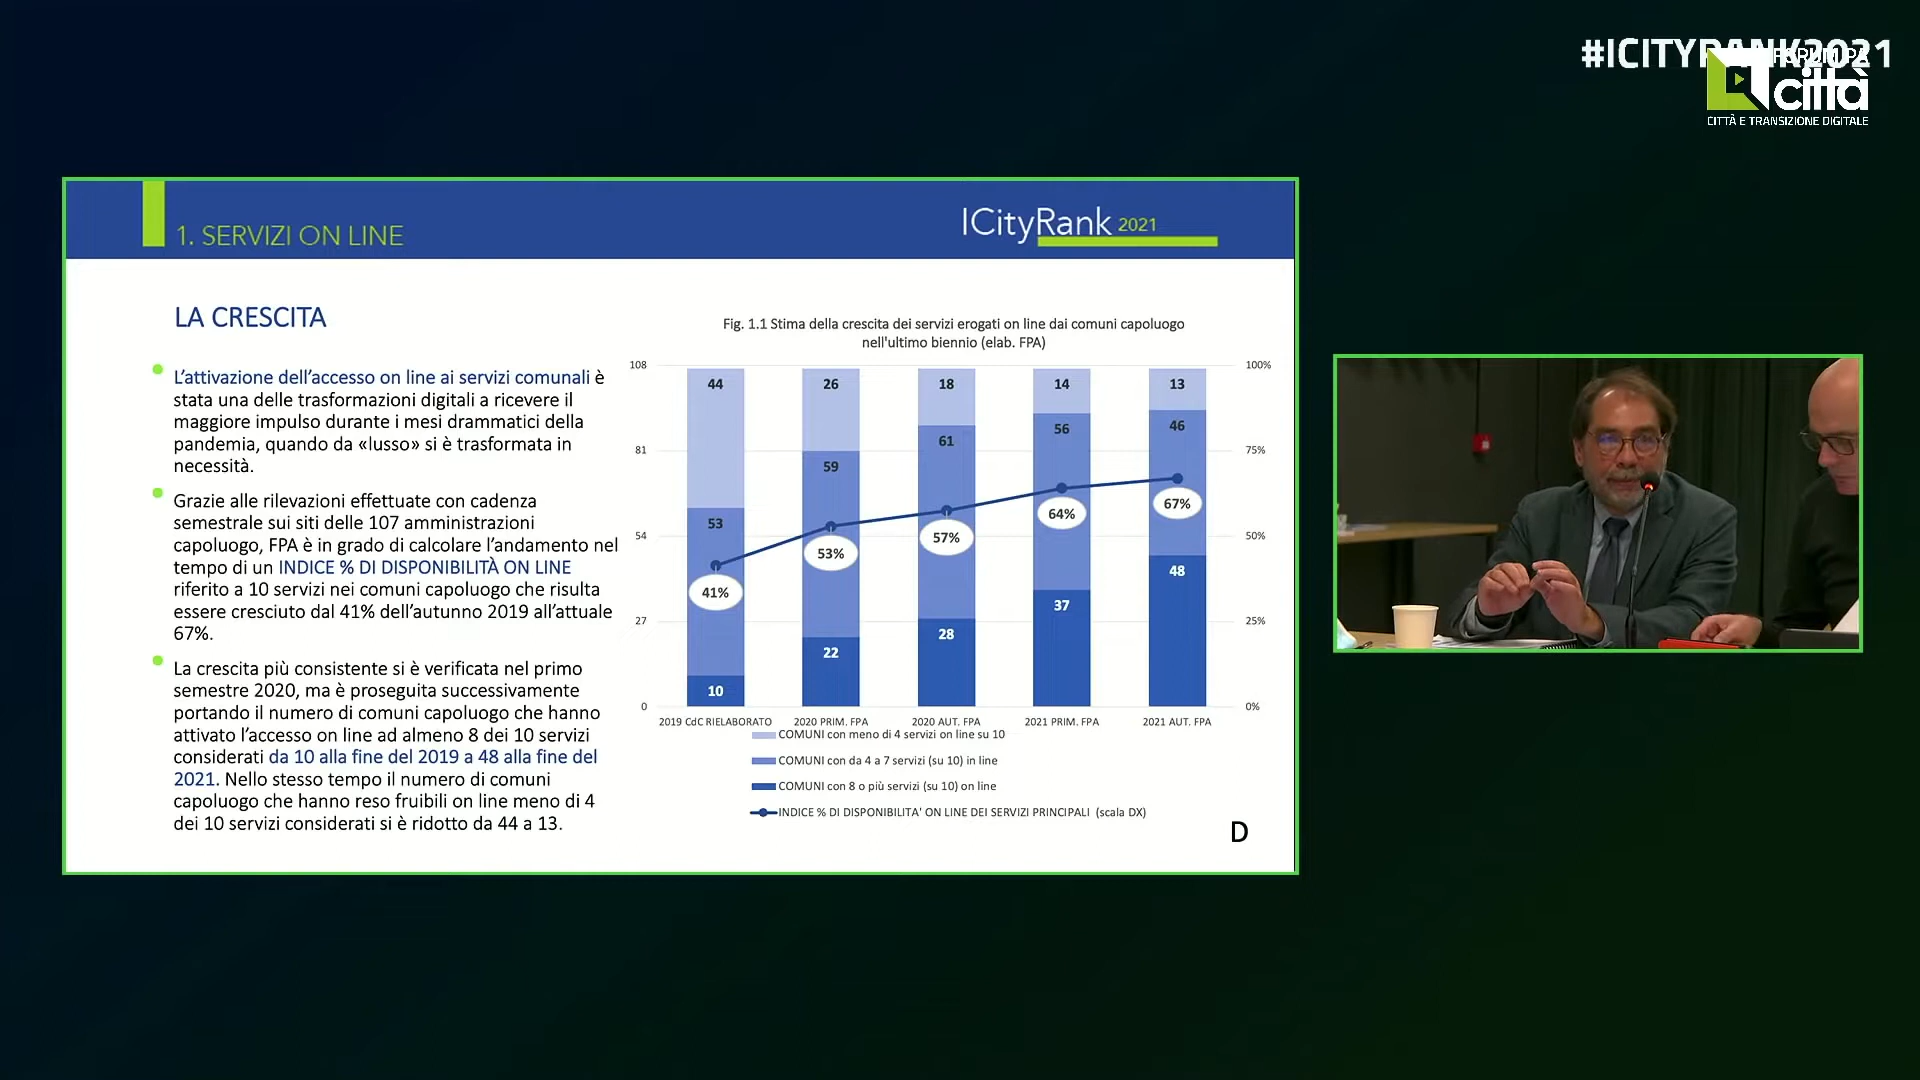 #ICITYRANK2021
FORUM PA
città
CITTÀ E TRANSIZIONE DIGITALE
1. SERVIZI ON LINE
ICityRank 2021
LA CRESCITA
L'attivazione dell'accesso on line ai servizi comunali è
stata una delle trasformazioni digitali a ricevere il
maggiore impulso durante i mesi drammatici della
pandemia, quando da «lusso» si è trasformata in
necessità.
Grazie alle rilevazioni effettuate con cadenza
semestrale sui siti delle 107 amministrazioni
capoluogo, FPA è in grado di calcolare l'andamento nel
tempo di un INDICE % DI DISPONIBILITÀ ON LINE
riferito a 10 servizi nei comuni capoluogo che risulta
essere cresciuto dal 41% dell'autunno 2019 all'attuale
67%.
La crescita più consistente si è verificata nel primo
semestre 2020, ma è proseguita successivamente
portando il numero di comuni capoluogo che hanno
attivato l'accesso on line ad almeno 8 dei 10 servizi
considerati da 10 alla fine del 2019 a 48 alla fine del
2021. Nello stesso tempo il numero di comuni
capoluogo che hanno reso fruibili on line meno di 4
dei 10 servizi considerati si è ridotto da 44 a 13.
Fig. 1.1 Stima della crescita dei servizi erogati on line dai comuni capoluogo
nell'ultimo biennio (elab. FPA)
108 100%
44 26 18 14 13
81 75%
53 59 61 56 46
54 50%
41% 53% 57% 64% 67%
27 25%
10 22 28 37 48
0 0%
2019 CdC RIELABORATO 2020 PRIM. FPA 2020 AUT. FPA 2021 PRIM. FPA 2021 AUT. FPA
COMUNI con meno di 4 servizi on line su 10
COMUNI con da 4 a 7 servizi (su 10) in line
COMUNI con 8 o più servizi (su 10) on line
INDICE % DI DISPONIBILITA' ON LINE DEI SERVIZI PRINCIPALI (scala DX)
D